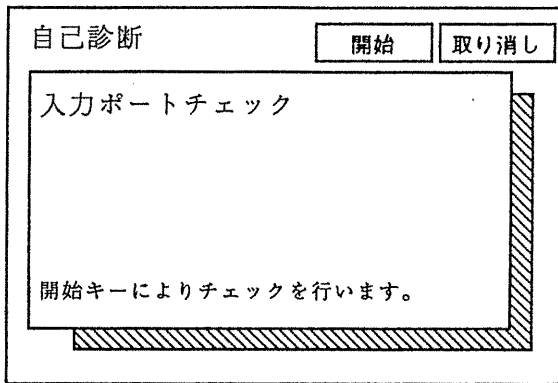 自己診断
開始
取り消し
入力ポートチェック
開始キーによりチェックを行います。